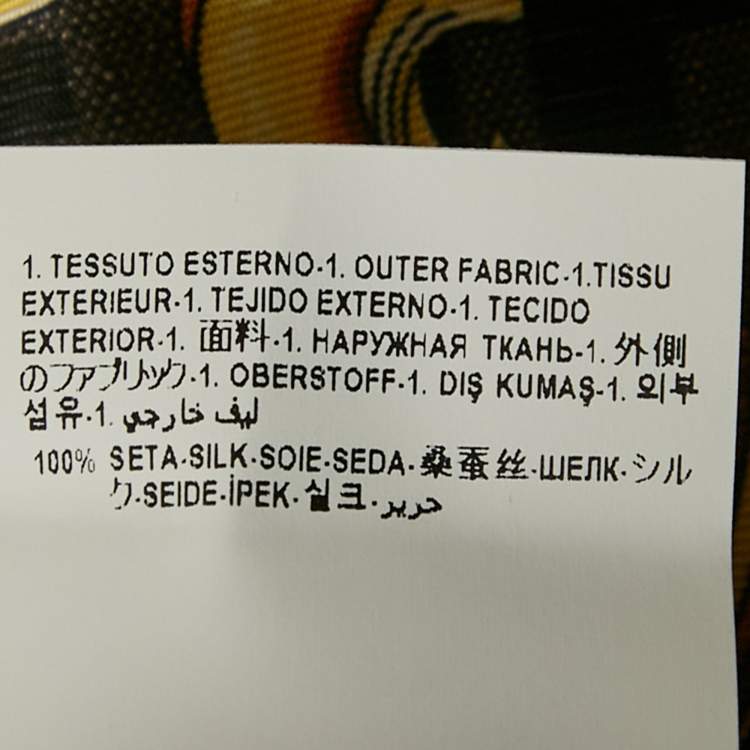 1. TESSUTO ESTERNO-1. OUTER FABRIC-1.TISSU
EXTERIEUR-1. TEJIDO EXTERNO-1. TECIDO
EXTERIOR-1. 面料-1. НАРУЖНАЯ ТКАНЬ-1. 外側
のファブリック-1. OBERSTOFF-1. DIŞ KUMAŞ-1. 외부
섬유-1. ليف خارجي
100% SETA-SILK-SOIE-SEDA-桑蚕丝-ШЕЛК-シル
ク-SEIDE-İPEK-실크-حرير